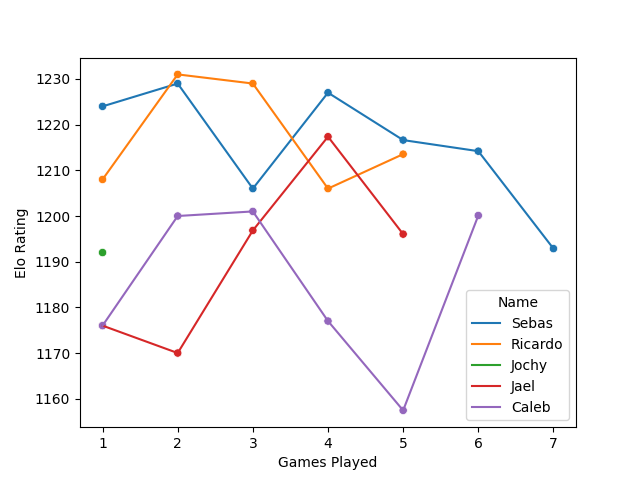 1230
1220
1210
1200
1190
1180
1170
1160
Elo Rating
1 2 3 4 5 6 7
Games Played
Name
Sebas
Ricardo
Jochy
Jael
Caleb